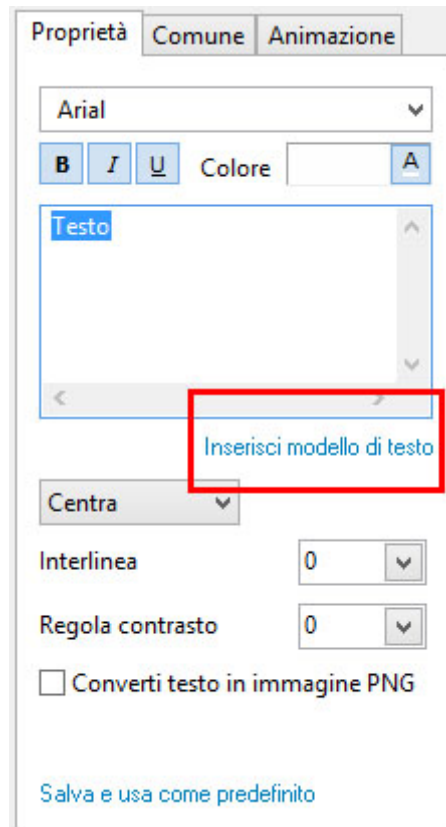 Proprietà Comune Animazione
Arial
B I U Colore A
Testo
Inserisci modello di testo
Centra
Interlinea 0
Regola contrasto 0
Converti testo in immagine PNG
Salva e usa come predefinito